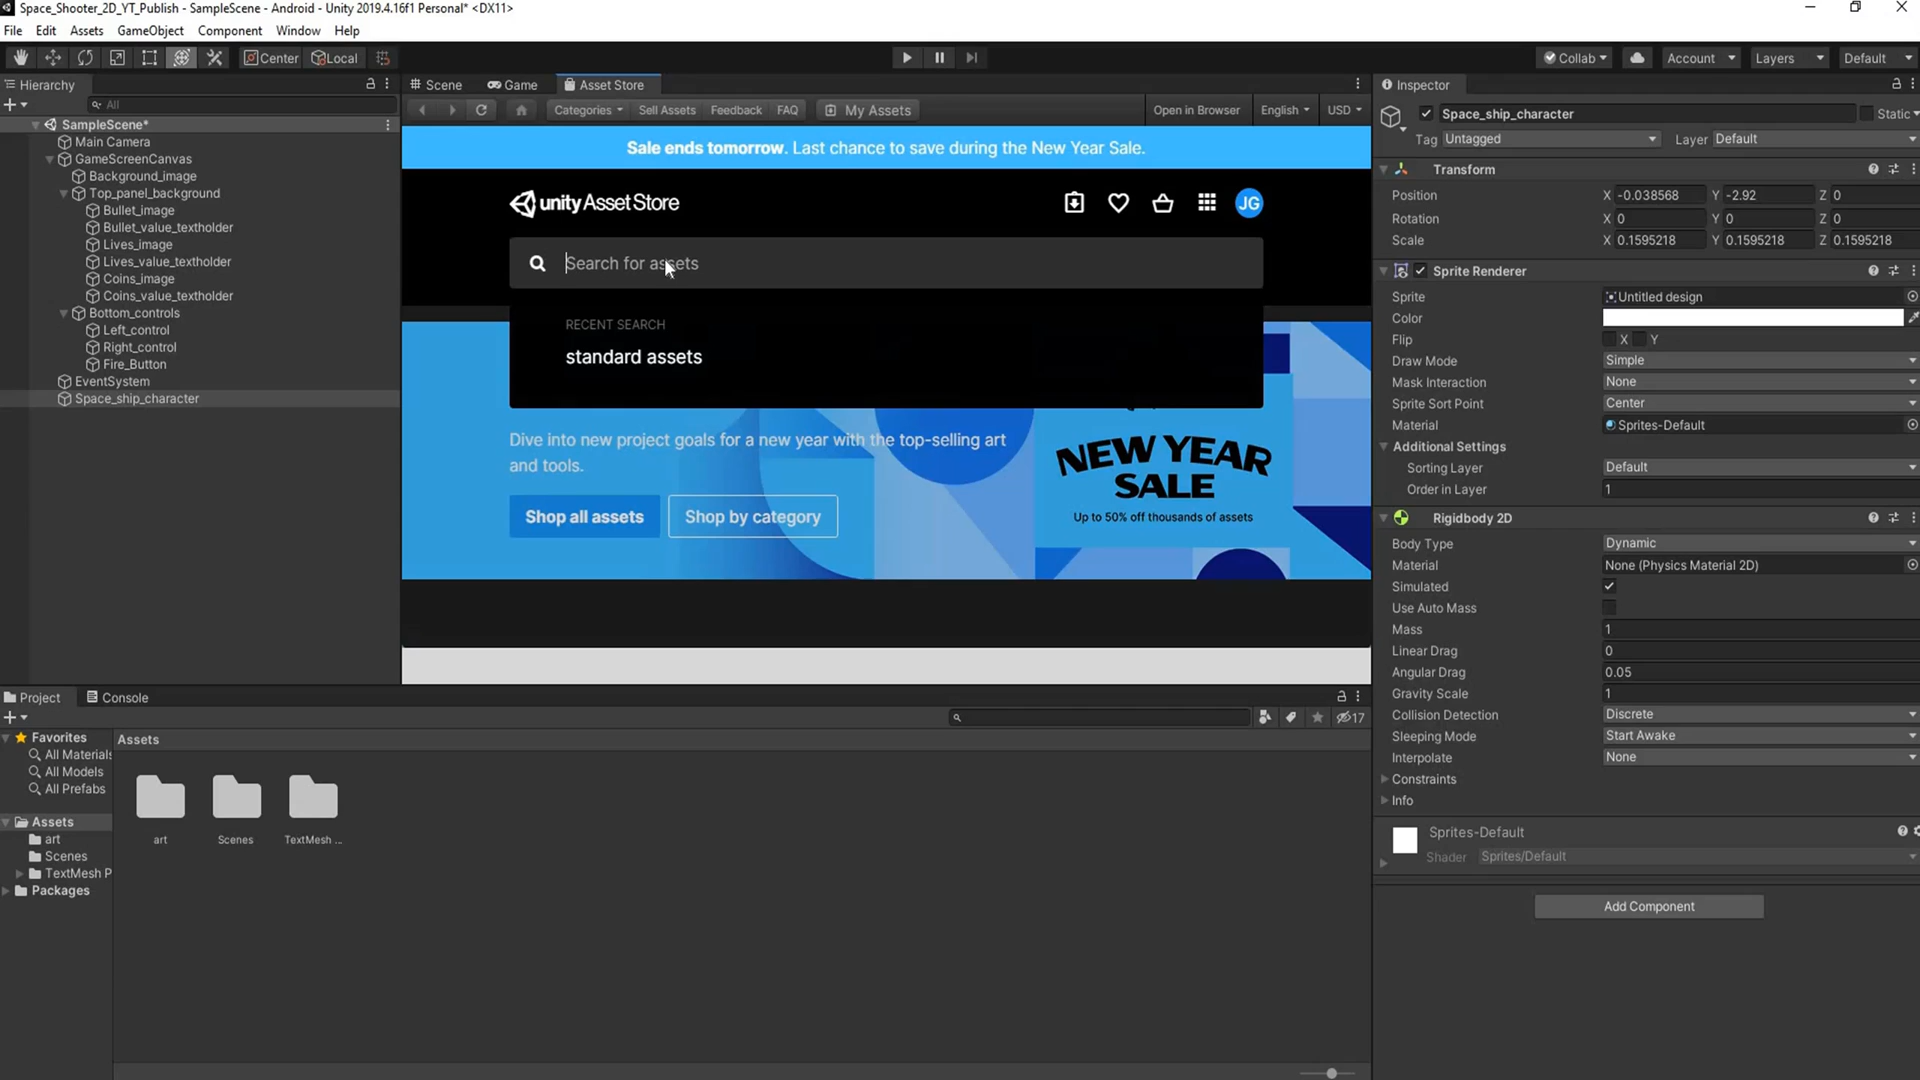 Space_Shooter_2D_YT_Publish - SampleScene - Android - Unity 2019.4.16f1 Personal* <DX11>
File Edit Assets GameObject Component Window Help
Center Local Collab Account Layers Default
Hierarchy
All
SampleScene*
Main Camera
GameScreenCanvas
Background_image
Top_panel_background
Bullet_image
Bullet_value_textholder
Lives_image
Lives_value_textholder
Coins_image
Coins_value_textholder
Bottom_controls
Left_control
Right_control
Fire_Button
EventSystem
Space_ship_character
Scene Game Asset Store
Categories Sell Assets Feedback FAQ My Assets Open in Browser English USD
Sale ends tomorrow. Last chance to save during the New Year Sale.
unity Asset Store
JG
Search for assets
RECENT SEARCH
standard assets
Dive into new project goals for a new year with the top-selling art
and tools.
Shop all assets Shop by category
NEW YEAR
SALE
Up to 50% off thousands of assets
Inspector
Space_ship_character Static
Tag Untagged Layer Default
Transform
Position X -0.038568 Y -2.92 Z 0
Rotation X 0 Y 0 Z 0
Scale X 0.1595218 Y 0.1595218 Z 0.1595218
Sprite Renderer
Sprite Untitled design
Color
Flip X Y
Draw Mode Simple
Mask Interaction None
Sprite Sort Point Center
Material Sprites-Default
Additional Settings
Sorting Layer Default
Order in Layer 1
Rigidbody 2D
Body Type Dynamic
Material None (Physics Material 2D)
Simulated
Use Auto Mass
Mass 1
Linear Drag 0
Angular Drag 0.05
Gravity Scale 1
Collision Detection Discrete
Sleeping Mode Start Awake
Interpolate None
Constraints
Info
Sprites-Default
Shader Sprites/Default
Add Component
Project Console
17
Favorites
All Materials
All Models
All Prefabs
Assets
art
Scenes
TextMesh P
Packages
Assets
art Scenes TextMesh ...